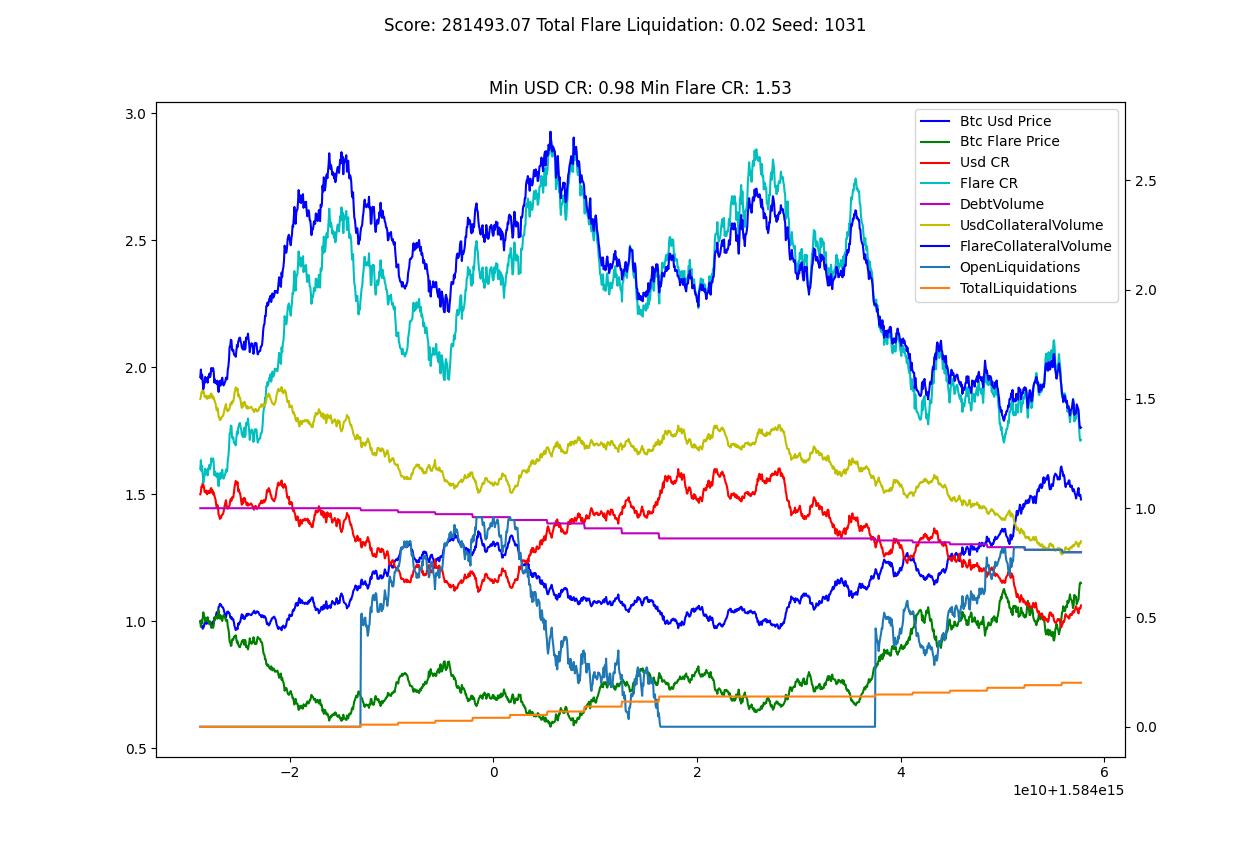 Score: 281493.07 Total Flare Liquidation: 0.02 Seed: 1031
Min USD CR: 0.98 Min Flare CR: 1.53
Btc Usd Price
Btc Flare Price
Usd CR
Flare CR
DebtVolume
UsdCollateralVolume
FlareCollateralVolume
OpenLiquidations
TotalLiquidations
3.0
2.5
2.0
1.5
1.0
0.5
2.5
2.0
1.5
1.0
0.5
0.0
−2 0 2 4 6
1e10+1.584e15